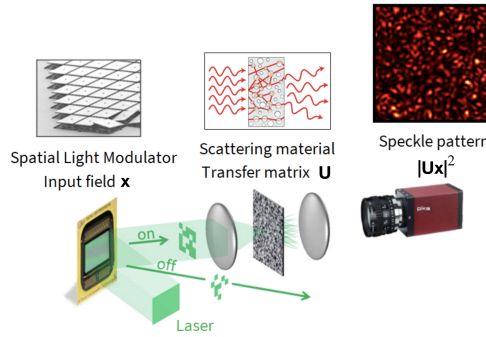 Spatial Light Modulator
Input field x
Scattering material
Transfer matrix U
Speckle pattern
|Ux|²
on
off
Laser